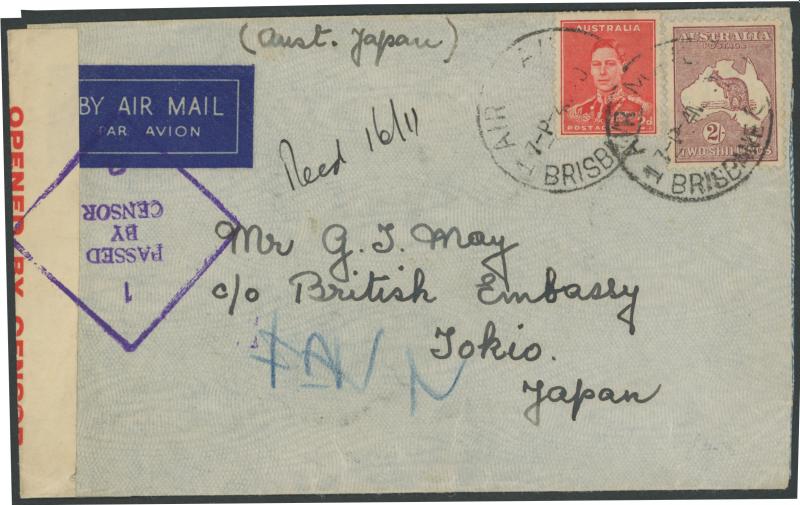 (Aust. Japan)
AUSTRALIA
POSTAGE
AUSTRALIA
POSTAGE
2/-
TWO SHILLINGS
AIR
BRISBANE
AIR M
BRISBANE
BY AIR MAIL
PAR AVION
Recd 16/11
OPENED BY CENSOR
PASSED
BY
CENSOR
1
Mr G. I. May
c/o British Embassy
Tokio.
Japan